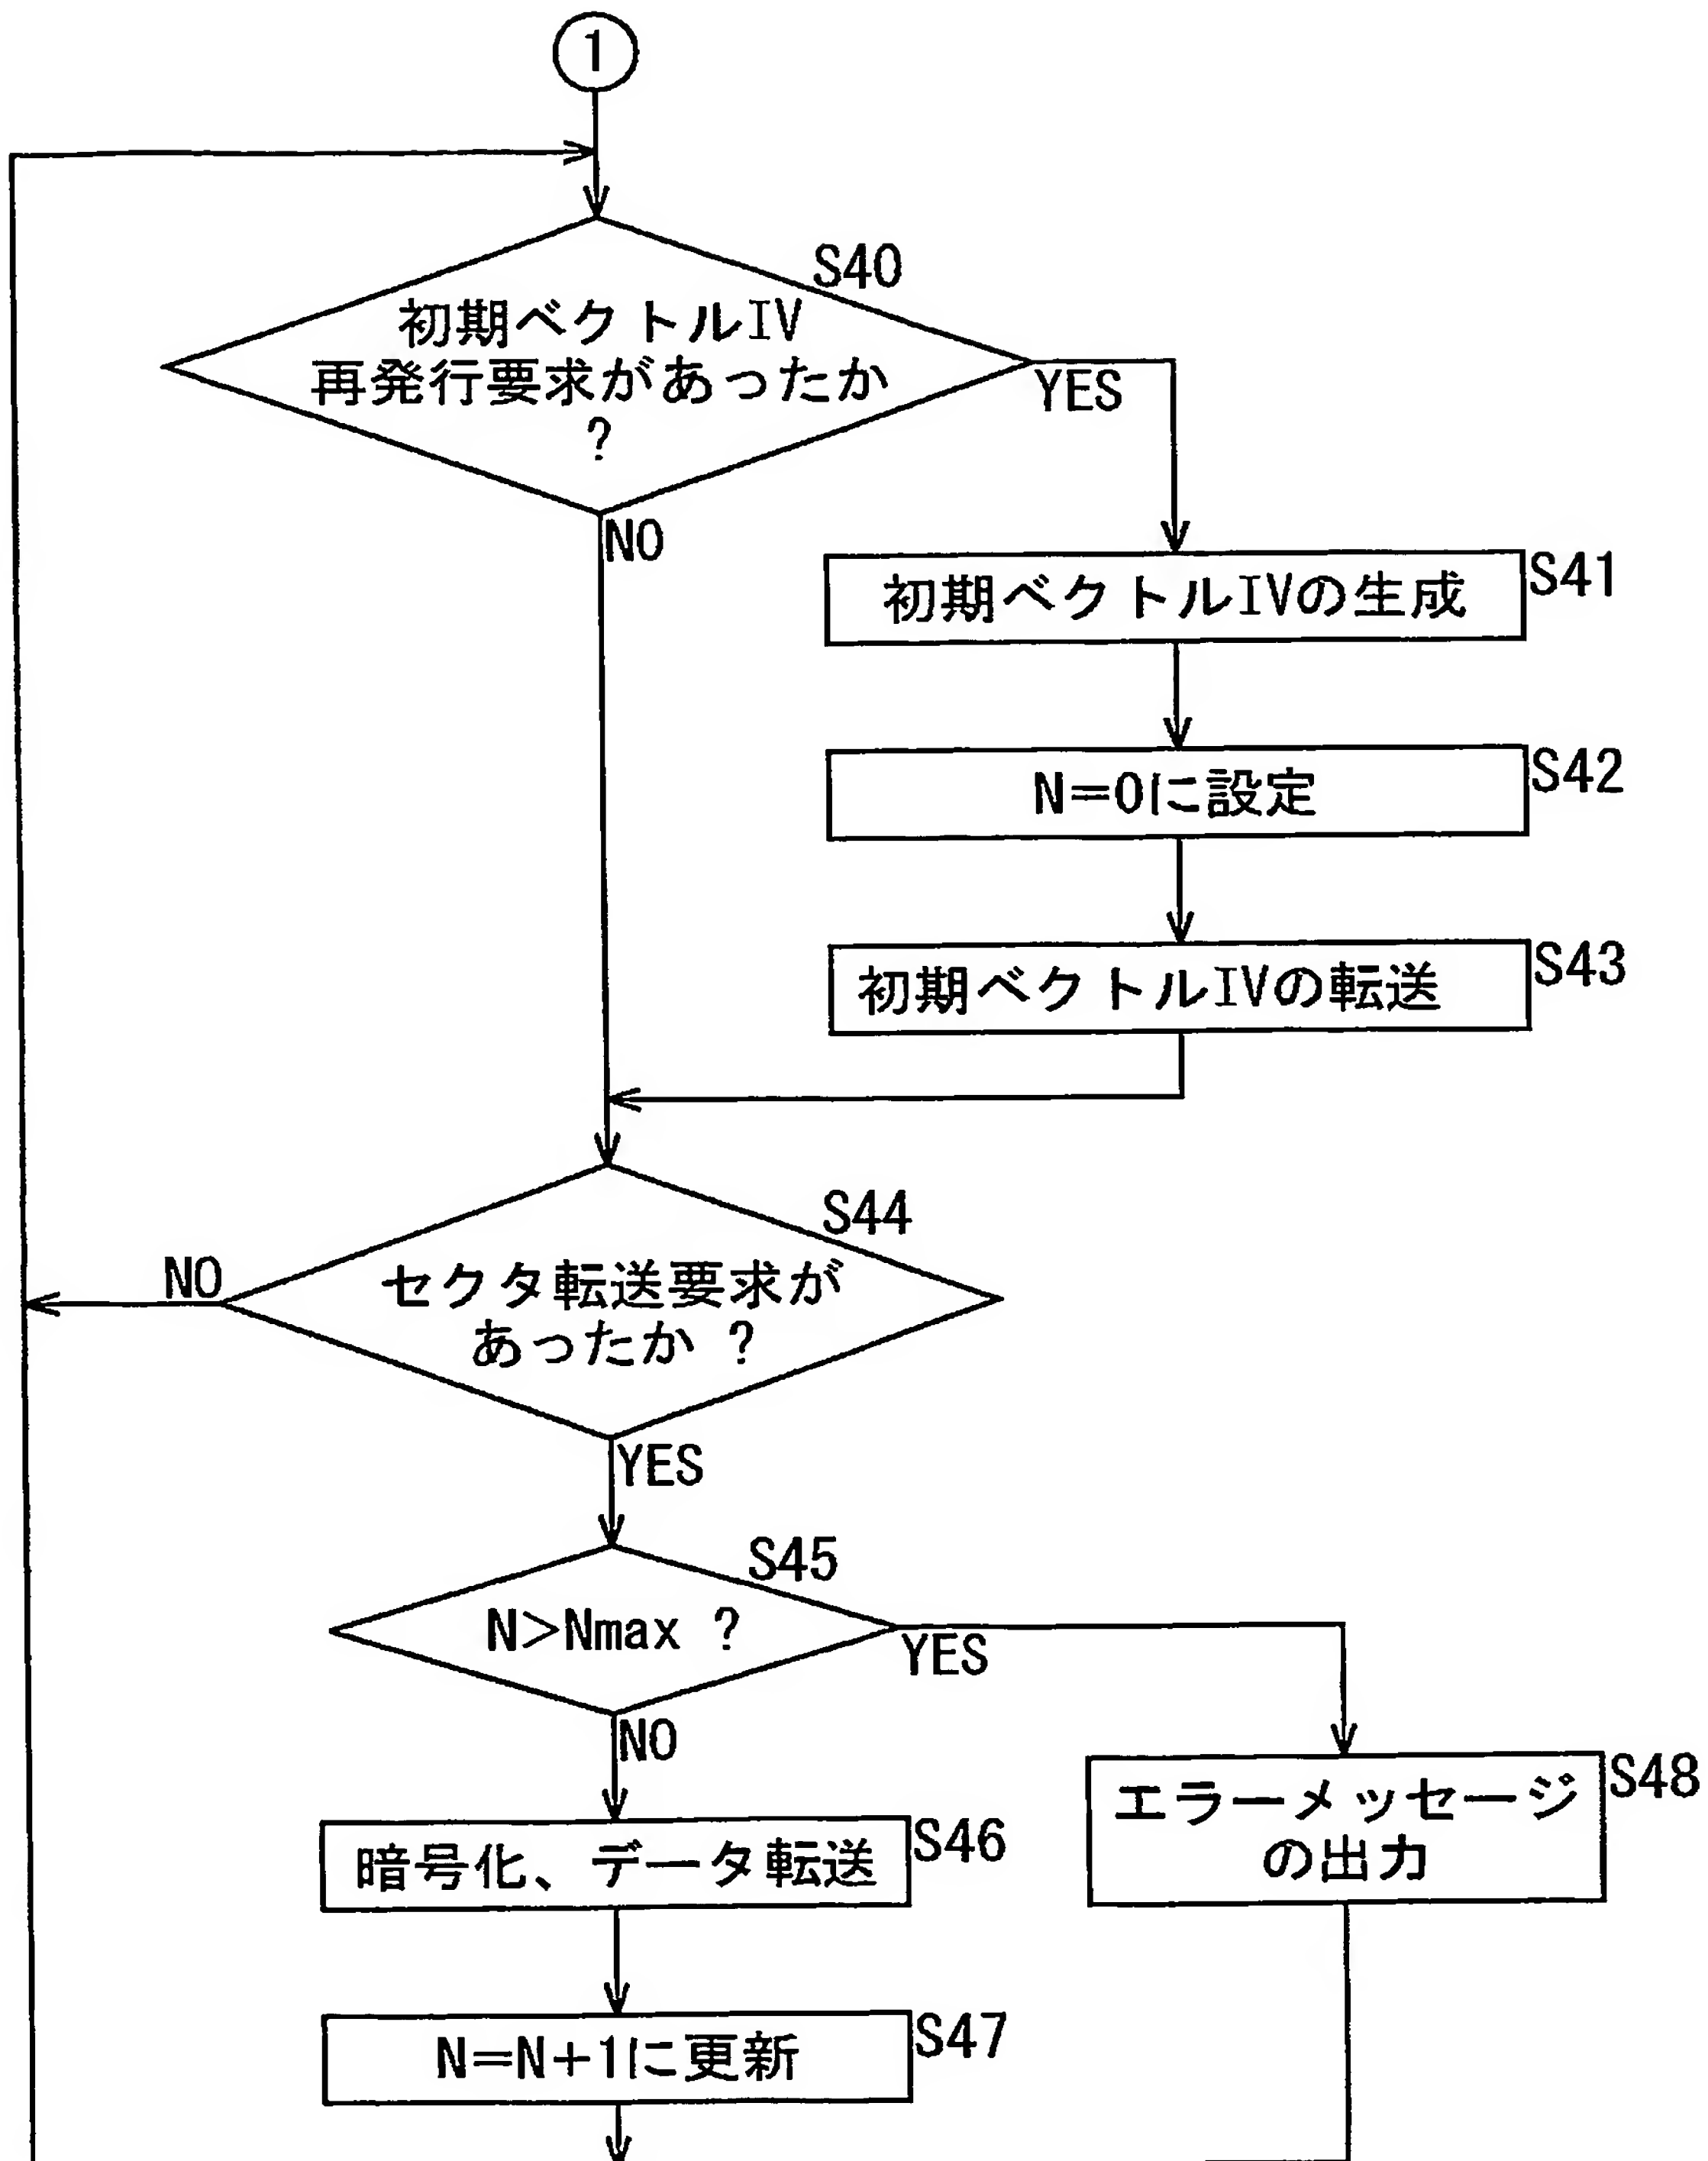 1
S40
初期ベクトルIV
再発行要求があったか
?
YES
NO
S41
初期ベクトルIVの生成
S42
N=0に設定
S43
初期ベクトルIVの転送
S44
セクタ転送要求が
あったか ?
NO
YES
S45
N>Nmax ?
YES
NO
S46
暗号化、データ転送
S48
エラーメッセージ
の出力
S47
N=N+1に更新